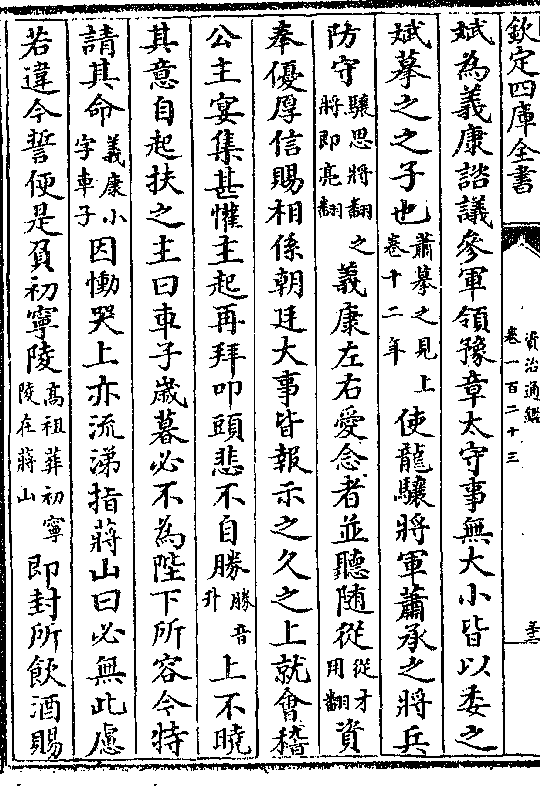 欽定四庫全書
資治通鑑
卷一百二十三
斌為義康諮議參軍領豫章太守事無大小皆以委之
斌摹之之子也蕭摹之見上卷十二年使龍驤將軍蕭承之將兵
防守驤思將翻將即亮翻之義康左右愛念者並聽隨從從才用翻資
奉優厚信賜相係朝廷大事皆報示之久之上就會稽
公主宴集甚懽主起再拜叩頭悲不自勝勝音升上不曉
其意自起扶之主曰車子歲暮必不為陛下所容今特
請其命義康小字車子因慟哭上亦流涕指蔣山曰必無此慮
若違今誓便是負初寧陵高祖葬初寧陵在蔣山即封所飲酒賜